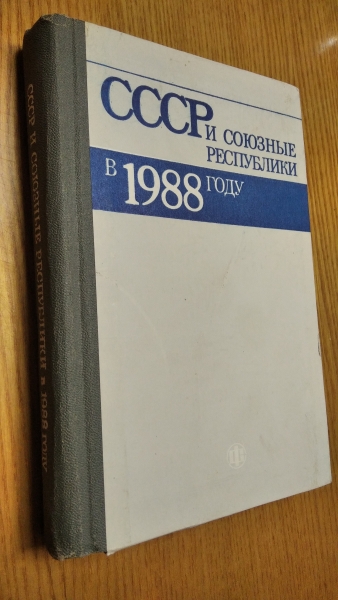 СССР И СОЮЗНЫЕ
РЕСПУБЛИКИ
В 1988 ГОДУ
СССР И СОЮЗНЫЕ РЕСПУБЛИКИ В 1988 ГОДУ